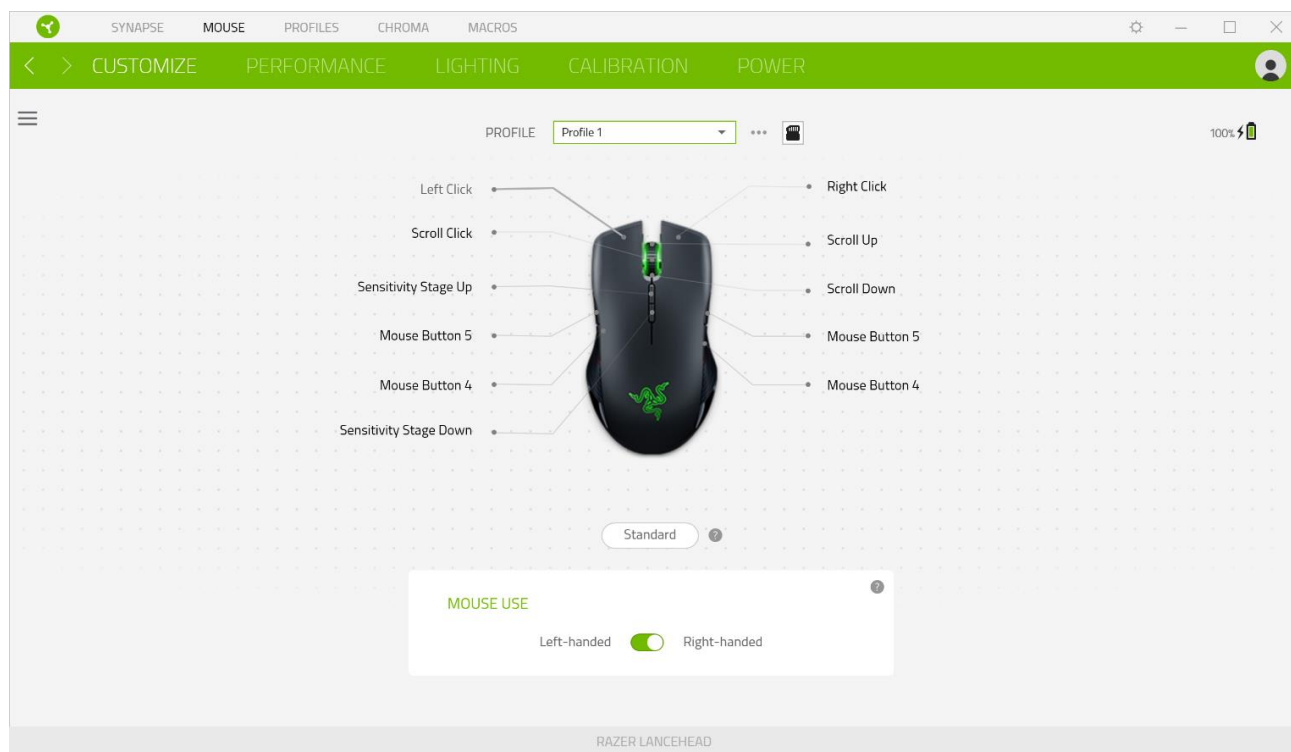 SYNAPSE MOUSE PROFILES CHROMA MACROS
CUSTOMIZE PERFORMANCE LIGHTING CALIBRATION POWER
PROFILE Profile 1 100%
Left Click Right Click
Scroll Click Scroll Up
Sensitivity Stage Up Scroll Down
Mouse Button 5 Mouse Button 5
Mouse Button 4 Mouse Button 4
Sensitivity Stage Down
Standard ?
?
MOUSE USE
Left-handed Right-handed
RAZER LANCEHEAD